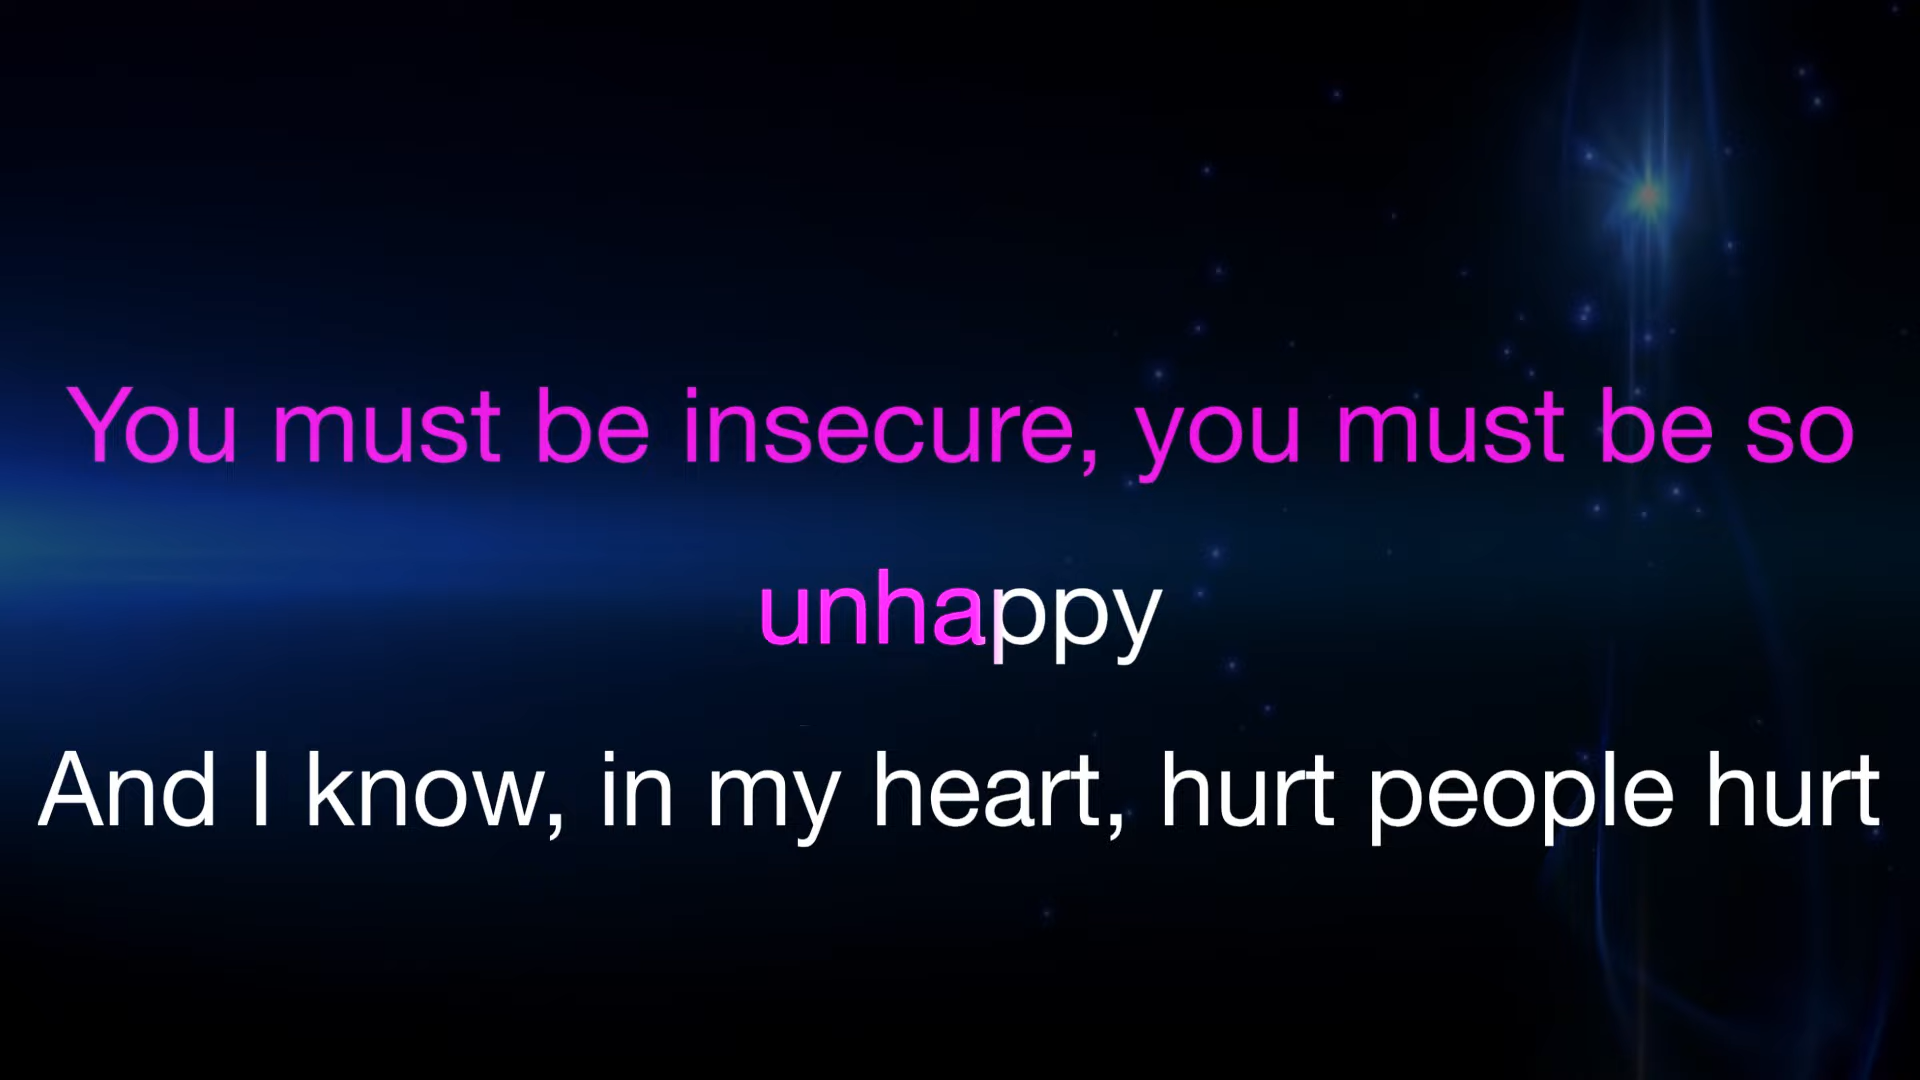 You must be insecure, you must be so
unhappy
And I know, in my heart, hurt people hurt